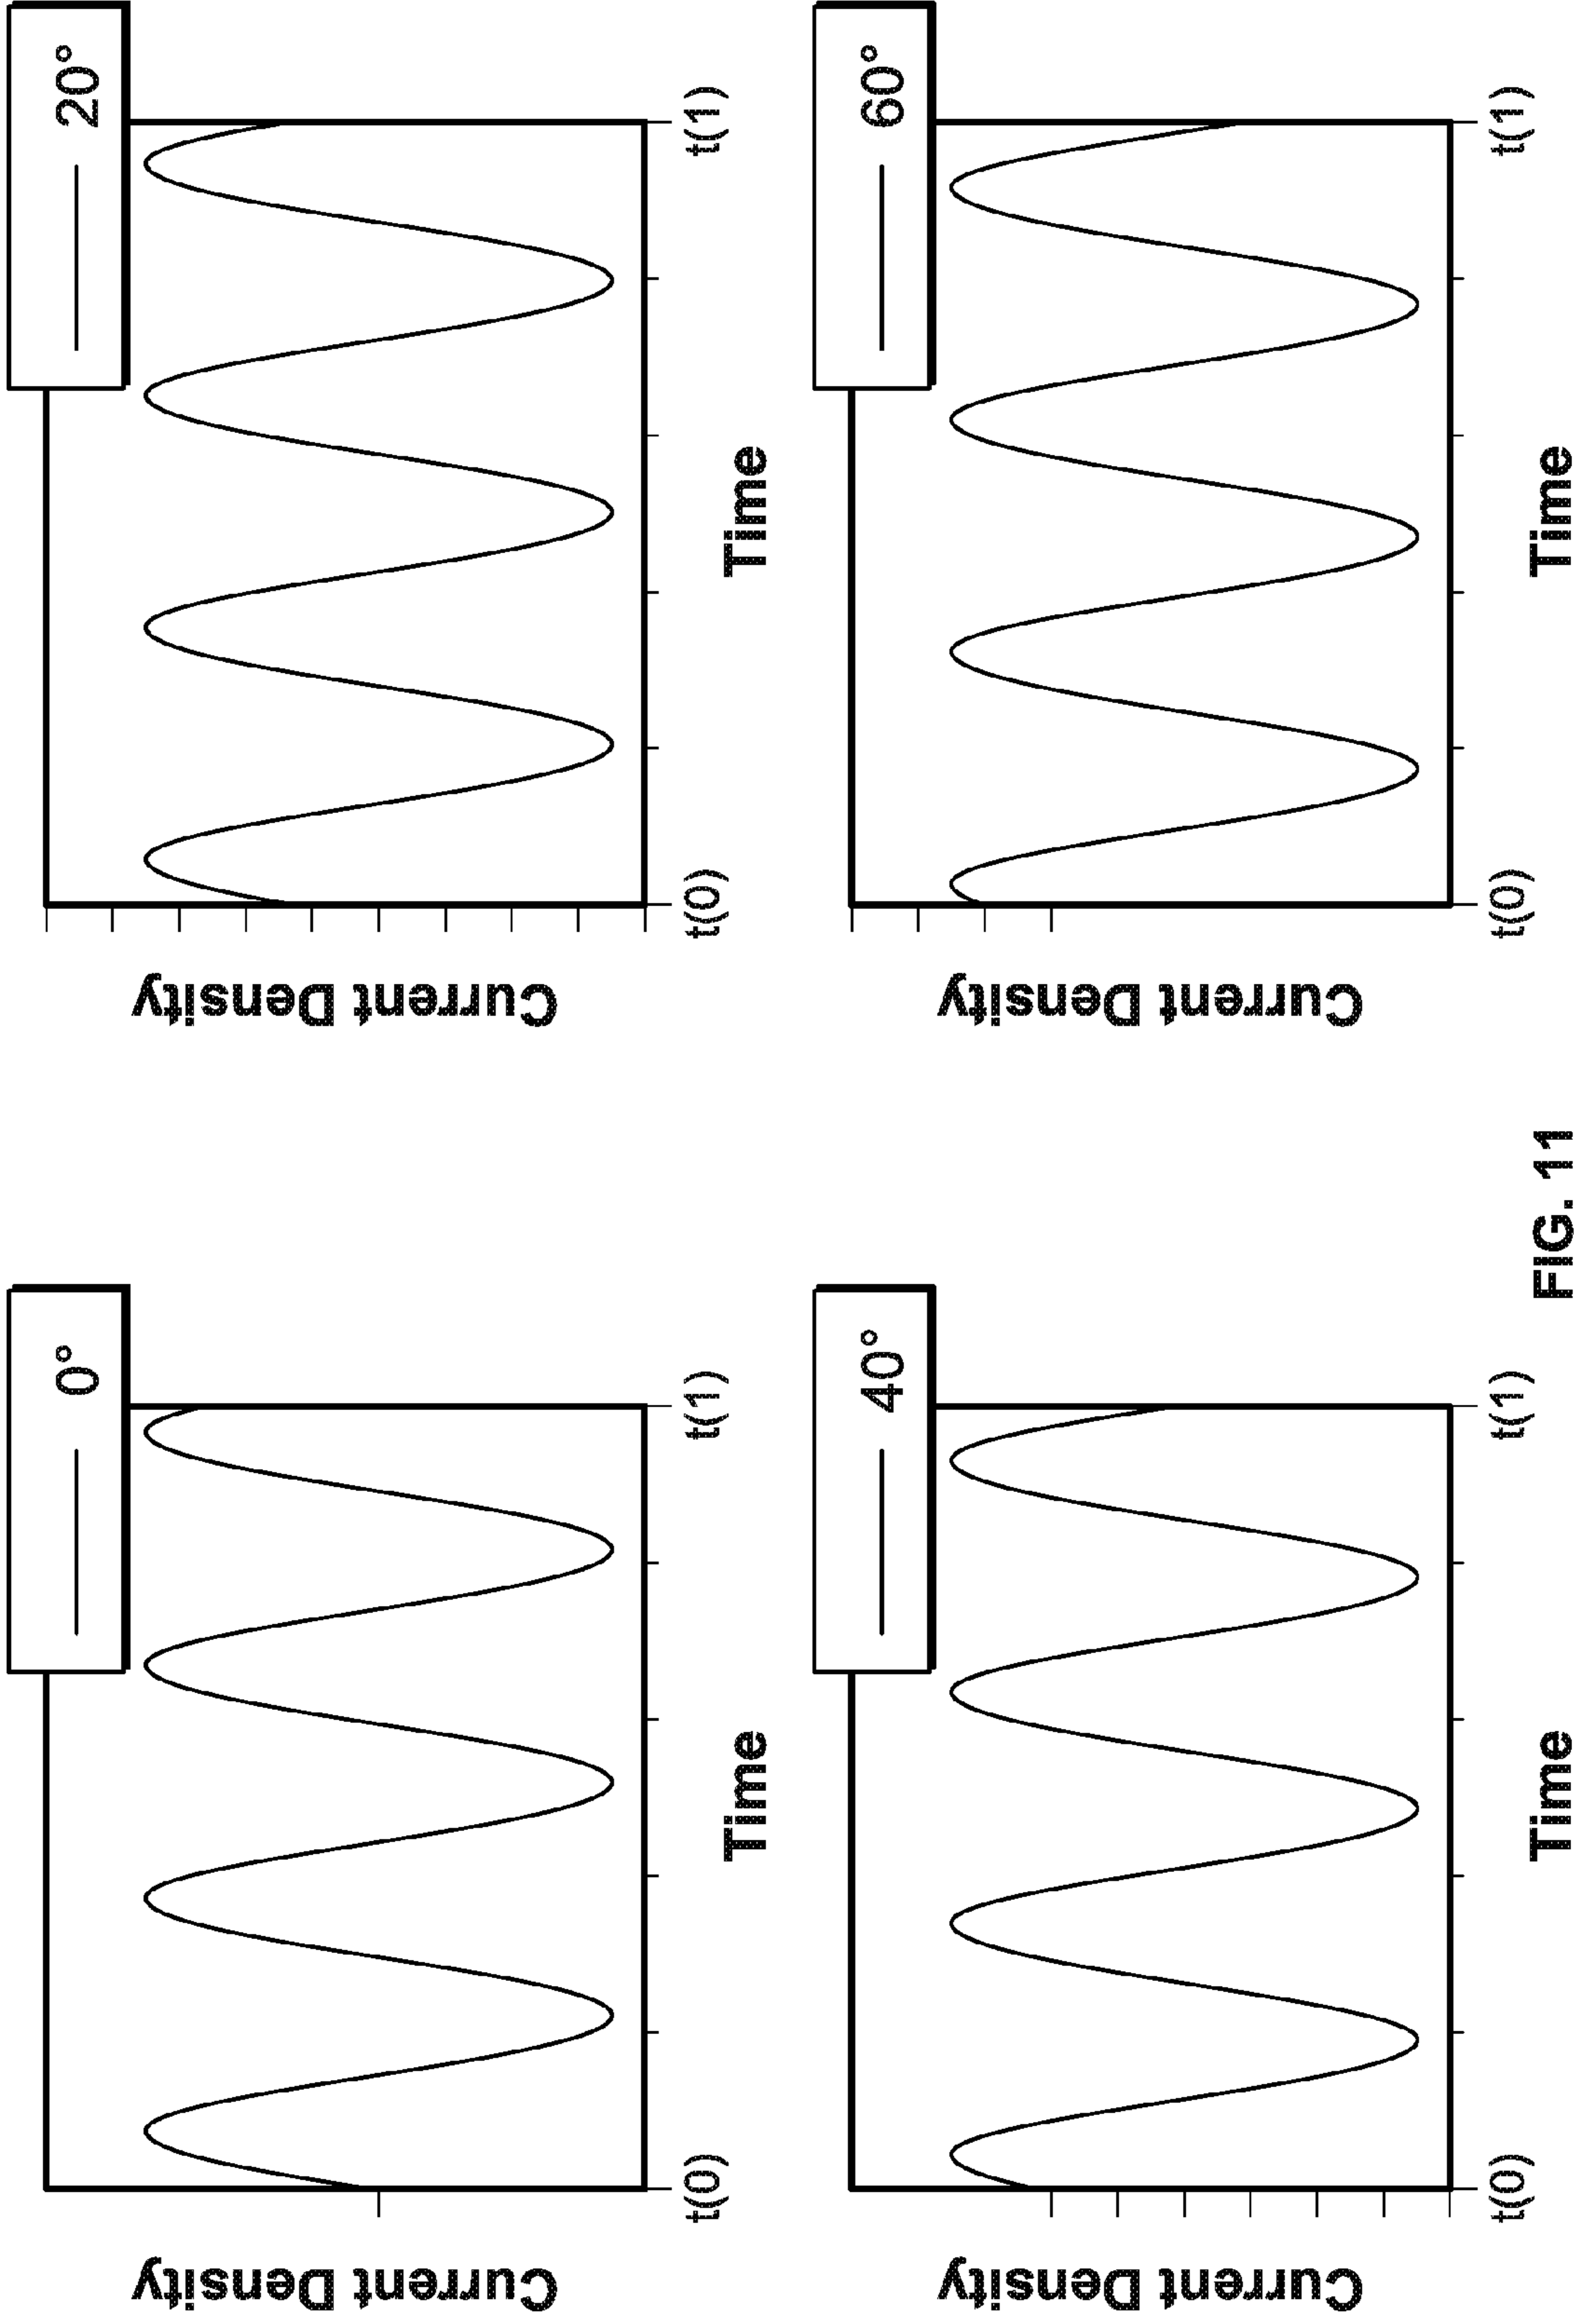 0°
Current Density
t(0)
t(1)
Time
20°
Current Density
t(0)
t(1)
Time
40°
Current Density
t(0)
t(1)
Time
60°
Current Density
t(0)
t(1)
Time
FIG. 11